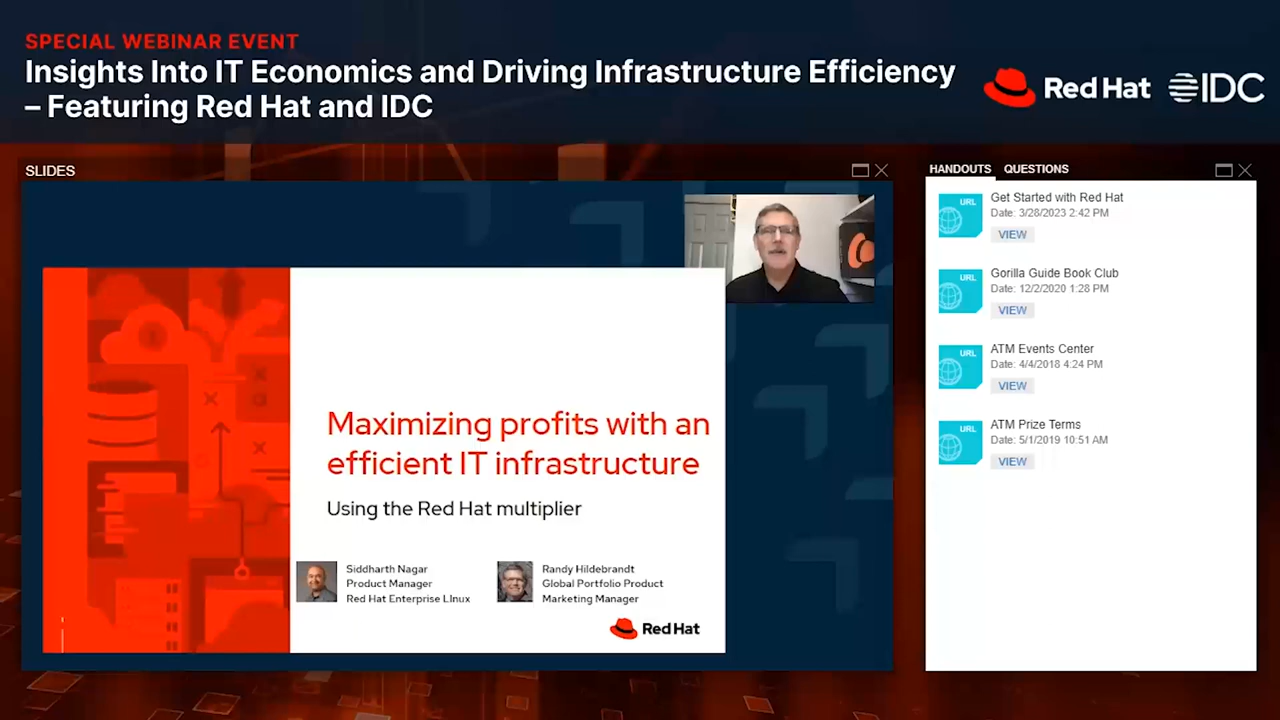 SPECIAL WEBINAR EVENT
Insights Into IT Economics and Driving Infrastructure Efficiency
– Featuring Red Hat and IDC
Red Hat
IDC
SLIDES
Maximizing profits with an
efficient IT infrastructure
Using the Red Hat multiplier
Siddharth Nagar
Product Manager
Red Hat Enterprise LInux
Randy Hildebrandt
Global Portfolio Product
Marketing Manager
Red Hat
HANDOUTS QUESTIONS
URL
Get Started with Red Hat
Date: 3/28/2023 2:42 PM
VIEW
URL
Gorilla Guide Book Club
Date: 12/2/2020 1:28 PM
VIEW
URL
ATM Events Center
Date: 4/4/2018 4:24 PM
VIEW
URL
ATM Prize Terms
Date: 5/1/2019 10:51 AM
VIEW